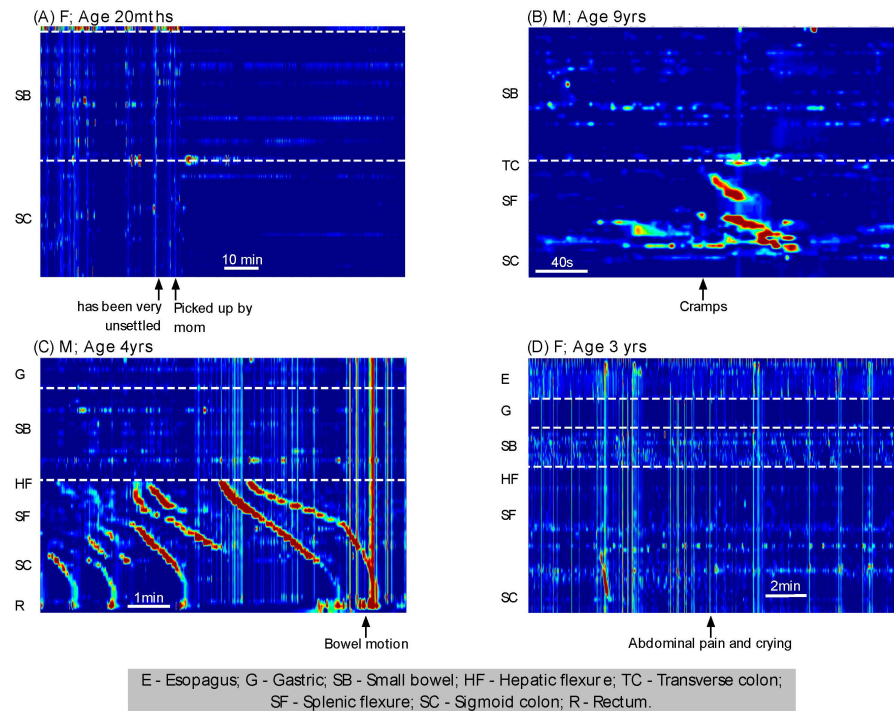 (A) F; Age 20mths
SB
SC
10 min
has been very
unsettled
Picked up by
mom
(B) M; Age 9yrs
SB
TC
SF
SC
40s
Cramps
(C) M; Age 4yrs
G
SB
HF
SF
SC
R
1min
Bowel motion
(D) F; Age 3 yrs
E
G
SB
HF
SF
SC
2min
Abdominal pain and crying
E - Esopagus; G - Gastric; SB - Small bowel; HF - Hepatic flexure; TC - Transverse colon;
SF - Splenic flexure; SC - Sigmoid colon; R - Rectum.